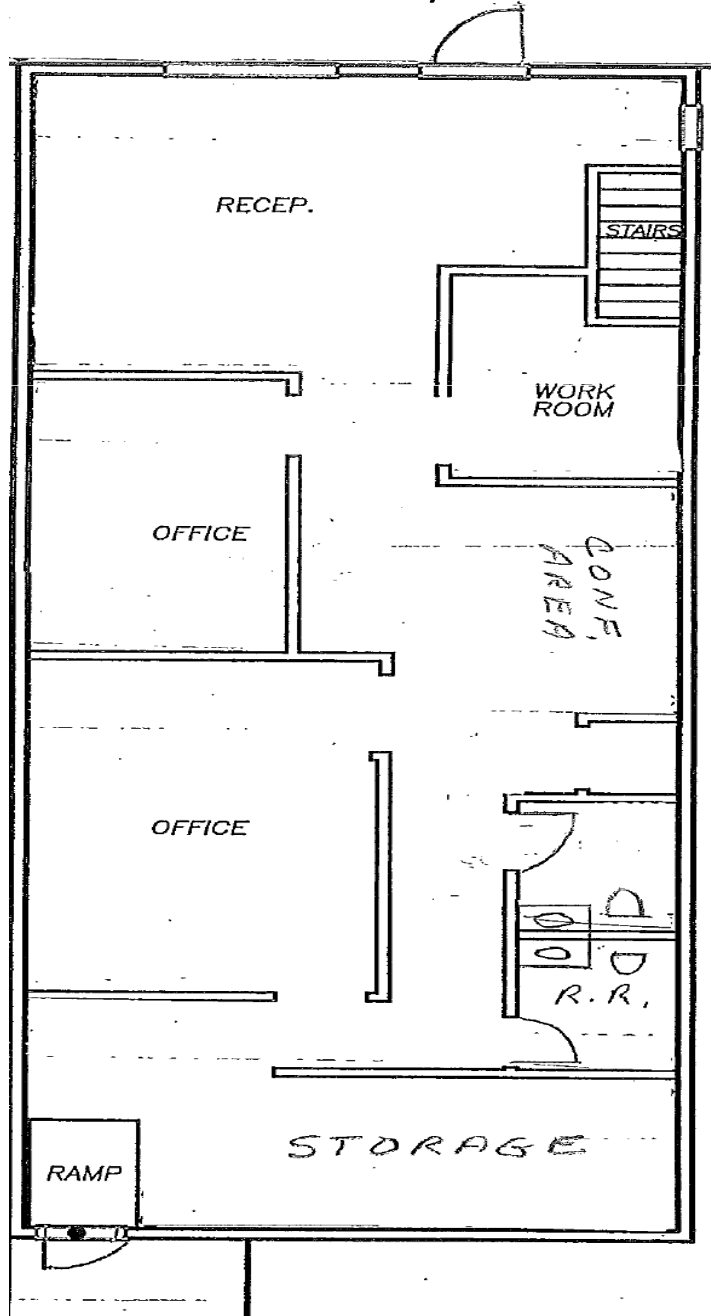 RECEP.
STAIRS
WORK
ROOM
OFFICE
CONF.
AREA
OFFICE
R.R.
STORAGE
RAMP